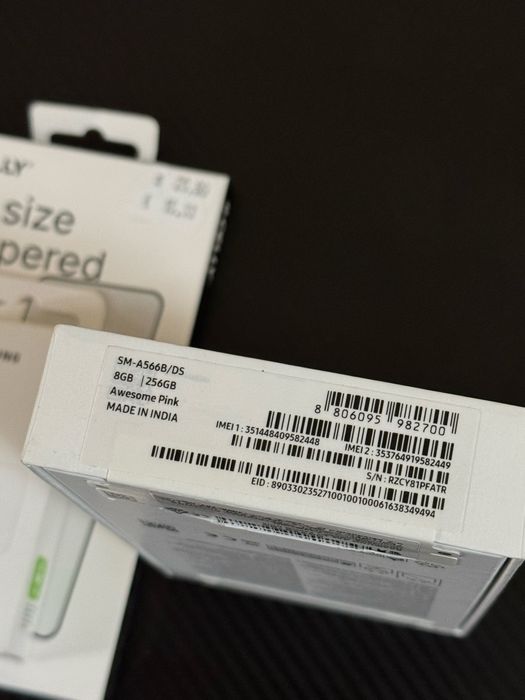 LY
size
pered
SM-A566B/DS
8GB | 256GB
Awesome Pink
MADE IN INDIA
8 806095 982700
IMEI 1 : 351448409582448
IMEI 2 : 353764919582449
S/N : RZCY81PFATR
EID : 89033023527100100100061638349494